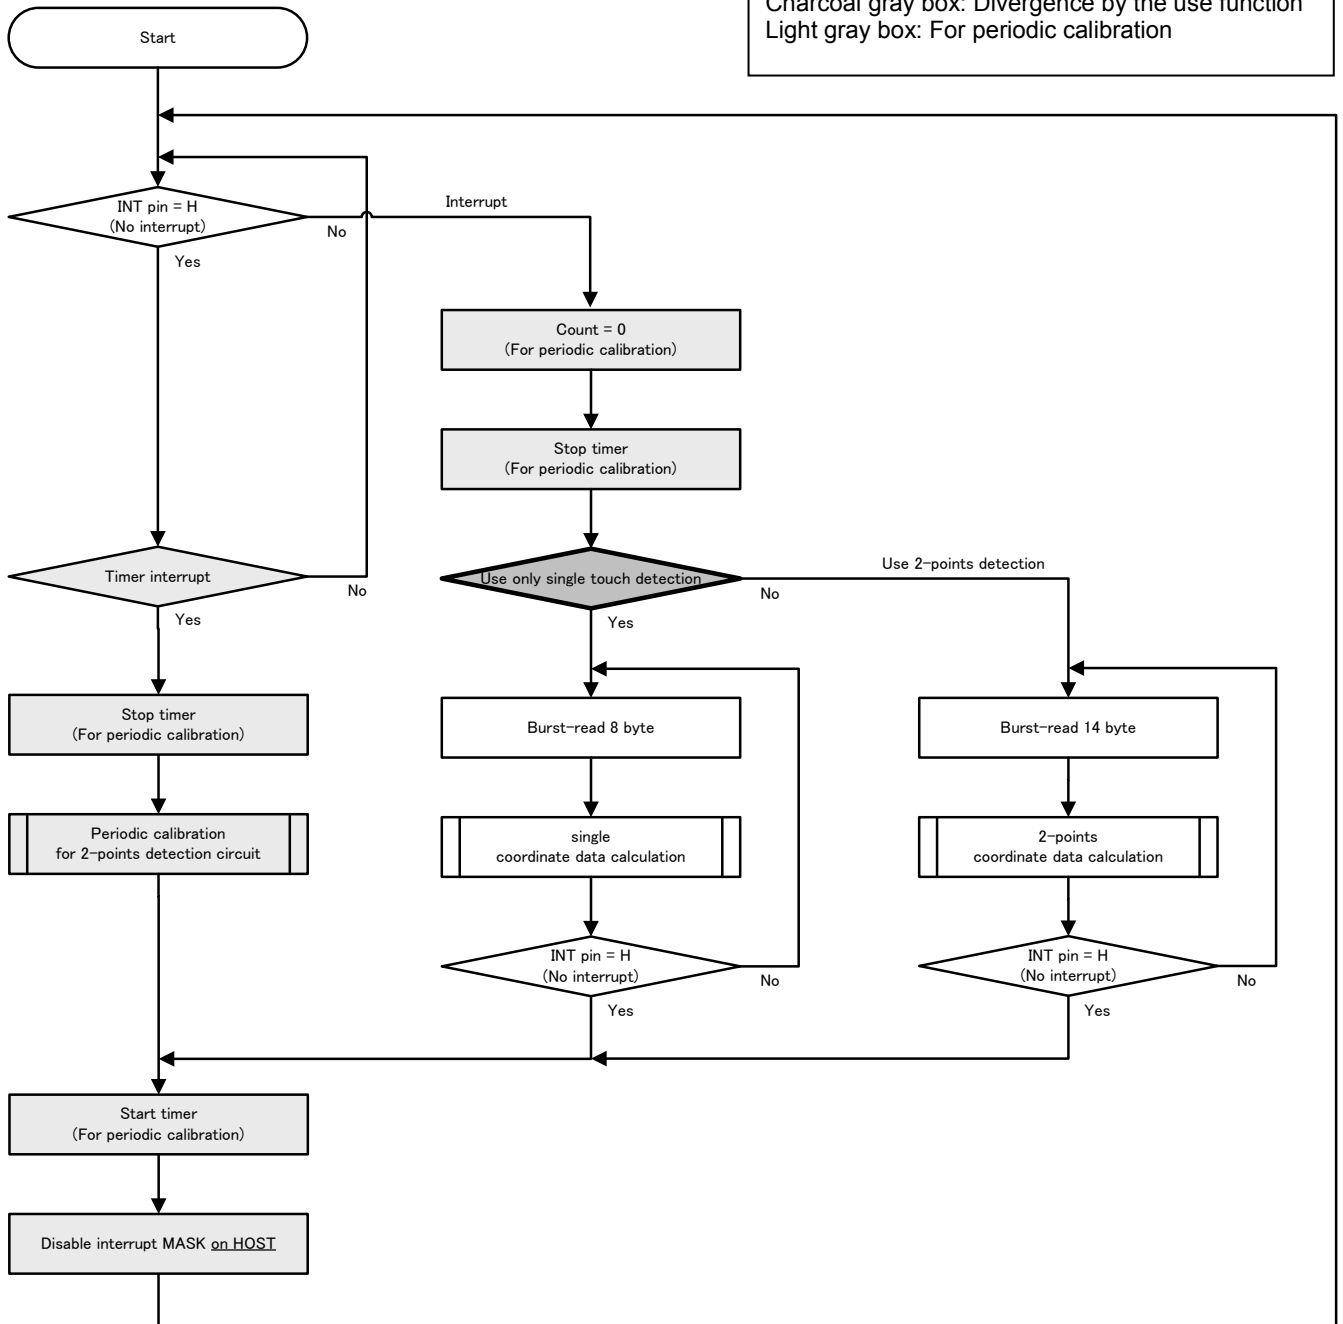 Charcoal gray box: Divergence by the use function
Light gray box: For periodic calibration
Start
INT pin = H
(No interrupt)
No
Interrupt
Yes
Count = 0
(For periodic calibration)
Stop timer
(For periodic calibration)
Timer interrupt
No
Yes
Use only single touch detection
No
Use 2-points detection
Yes
Stop timer
(For periodic calibration)
Burst-read 8 byte
Burst-read 14 byte
Periodic calibration
for 2-points detection circuit
single
coordinate data calculation
2-points
coordinate data calculation
INT pin = H
(No interrupt)
No
Yes
INT pin = H
(No interrupt)
No
Yes
Start timer
(For periodic calibration)
Disable interrupt MASK on HOST